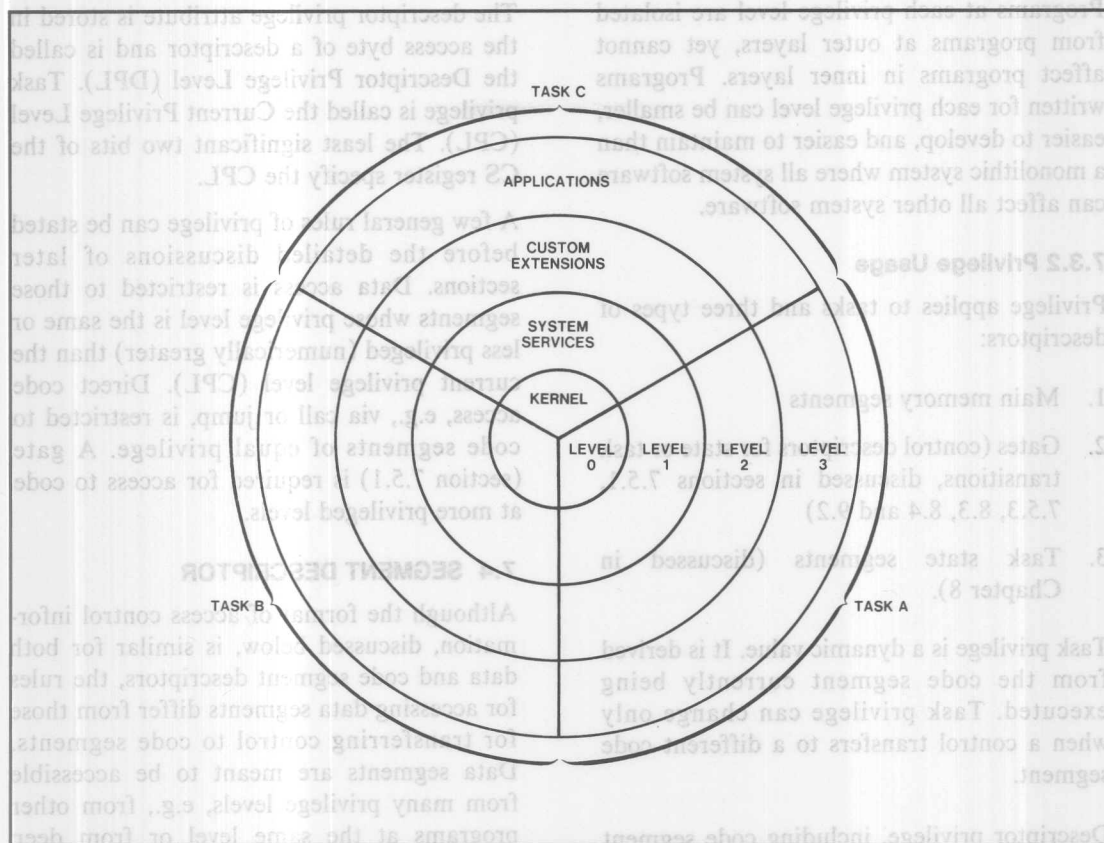 TASK C
APPLICATIONS
CUSTOM
EXTENSIONS
SYSTEM
SERVICES
KERNEL
LEVEL
0
LEVEL
1
LEVEL
2
LEVEL
3
TASK B
TASK A
Programs at each privilege level are isolated
from programs at outer layers, yet cannot
affect programs in inner layers. Programs
written for each privilege level can be smaller,
easier to develop, and easier to maintain than
a monolithic system where all system software
can affect all other system software.
7.3.2 Privilege Usage
Privilege applies to tasks and three types of
descriptors:
1. Main memory segments
2. Gates (control descriptors for state or task
transitions, discussed in sections 7.5.1,
7.5.3, 8.3, 8.4 and 9.2)
3. Task state segments (discussed in
Chapter 8).
Task privilege is a dynamic value. It is derived
from the code segment currently being
executed. Task privilege can change only
when a control transfers to a different code
segment.
Descriptor privilege, including code segment
The descriptor privilege attribute is stored in
the access byte of a descriptor and is called
the Descriptor Privilege Level (DPL). Task
privilege is called the Current Privilege Level
(CPL). The least significant two bits of the
CS register specify the CPL.
A few general rules of privilege can be stated
before the detailed discussions of later
sections. Data access is restricted to those
segments whose privilege level is the same or
less privileged (numerically greater) than the
current privilege level (CPL). Direct code
access, e.g., via call or jump, is restricted to
code segments of equal privilege. A gate
(section 7.5.1) is required for access to code
at more privileged levels.
7.4 SEGMENT DESCRIPTOR
Although the format of access control infor-
mation, discussed below, is similar for both
data and code segment descriptors, the rules
for accessing data segments differ from those
for transferring control to code segments.
Data segments are meant to be accessible
from many privilege levels, e.g., from other
programs at the same level or from deep